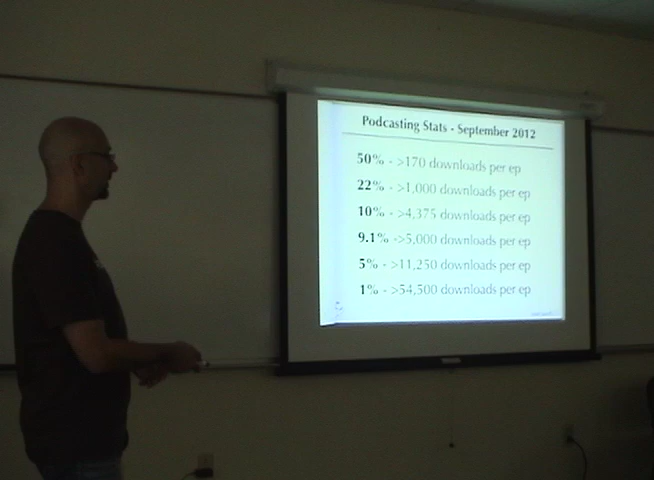 Podcasting Stats - September 2012
50% - >170 downloads per ep
22% - >1,000 downloads per ep
10% - >4,375 downloads per ep
9.1% ->5,000 downloads per ep
5% - >11,250 downloads per ep
1% - >54,500 downloads per ep